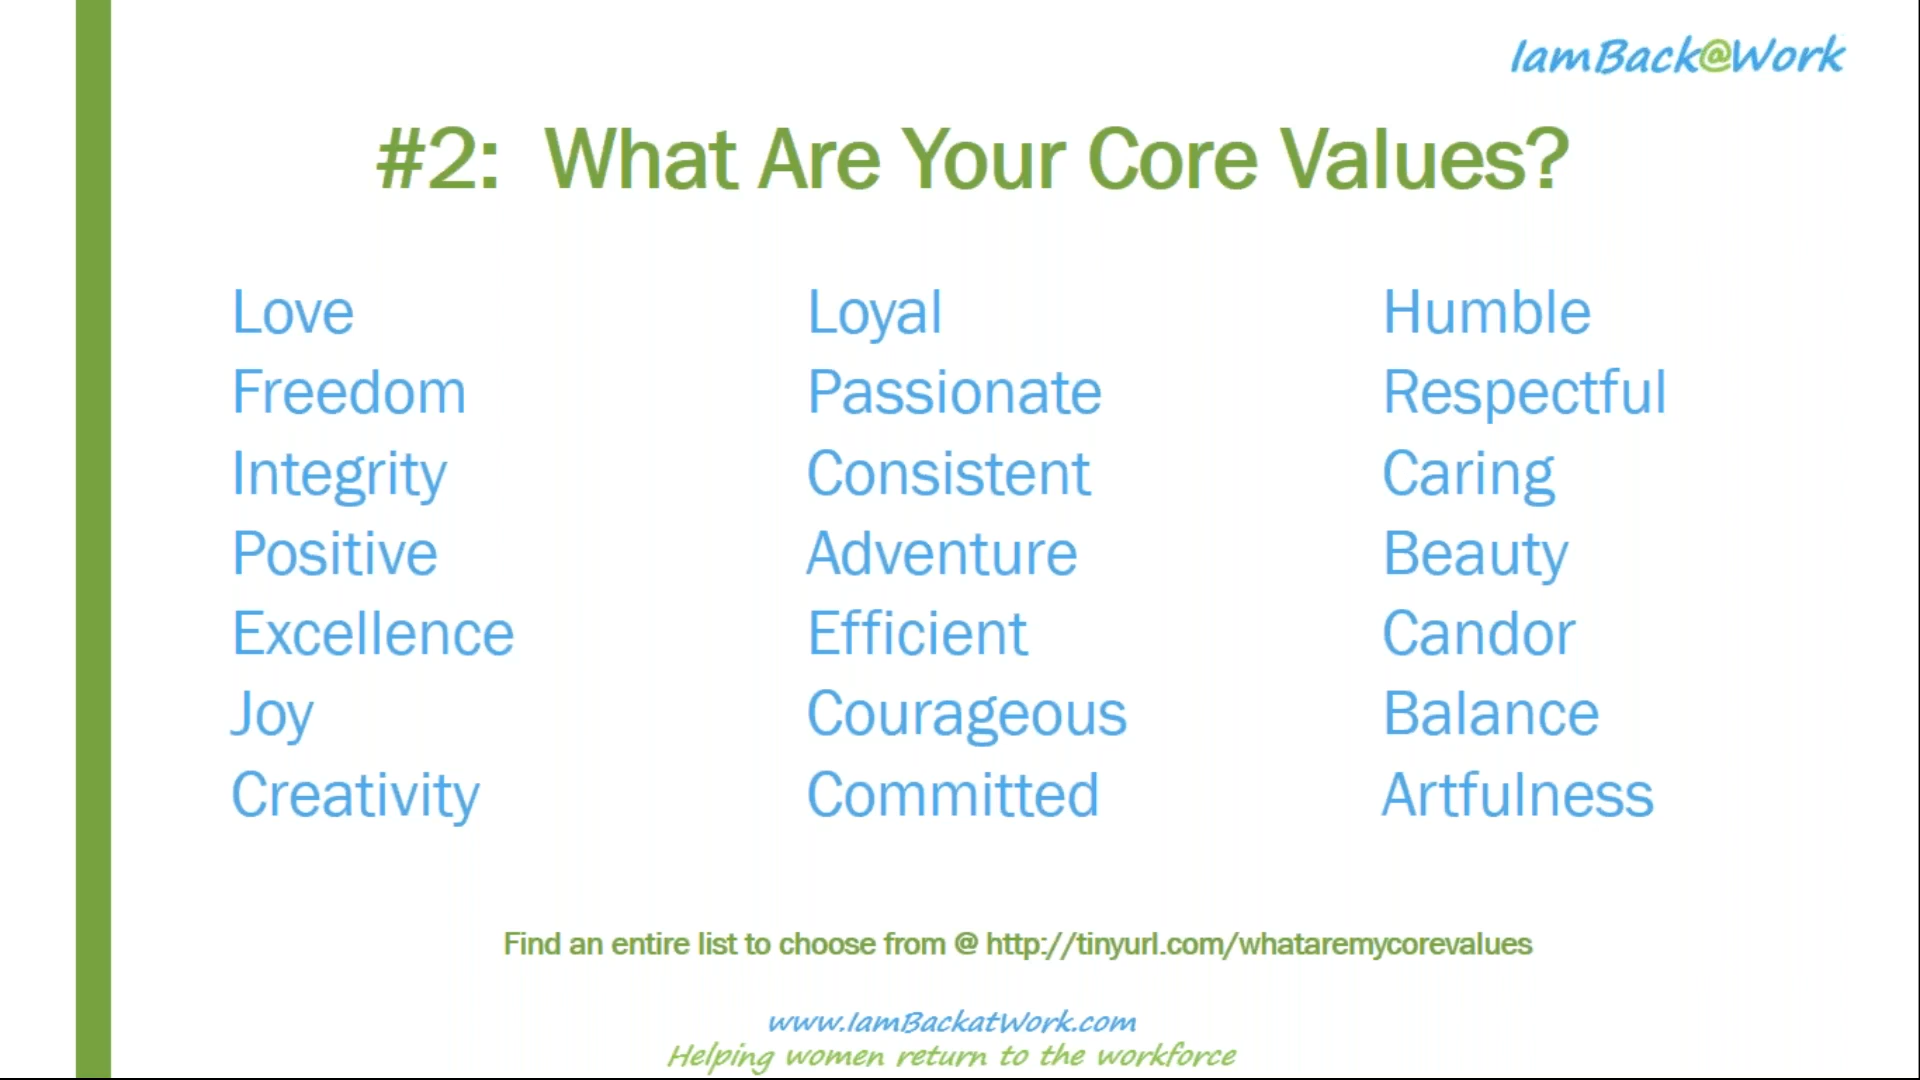 IamBack@Work
#2: What Are Your Core Values?
Love
Freedom
Integrity
Positive
Excellence
Joy
Creativity
Loyal
Passionate
Consistent
Adventure
Efficient
Courageous
Committed
Humble
Respectful
Caring
Beauty
Candor
Balance
Artfulness
Find an entire list to choose from @ http://tinyurl.com/whataremycorevalues
www.IamBackatWork.com
Helping women return to the workforce